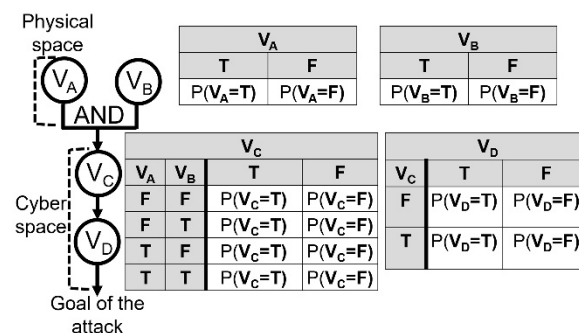 Physical
space
V_A
V_B
AND
V_C
Cyber
space
V_D
Goal of the
attack
V_A
T F
P(V_A=T) P(V_A=F)
V_B
T F
P(V_B=T) P(V_B=F)
V_C
V_A V_B T F
F F P(V_C=T) P(V_C=F)
F T P(V_C=T) P(V_C=F)
T F P(V_C=T) P(V_C=F)
T T P(V_C=T) P(V_C=F)
V_D
V_C T F
F P(V_D=T) P(V_D=F)
T P(V_D=T) P(V_D=F)